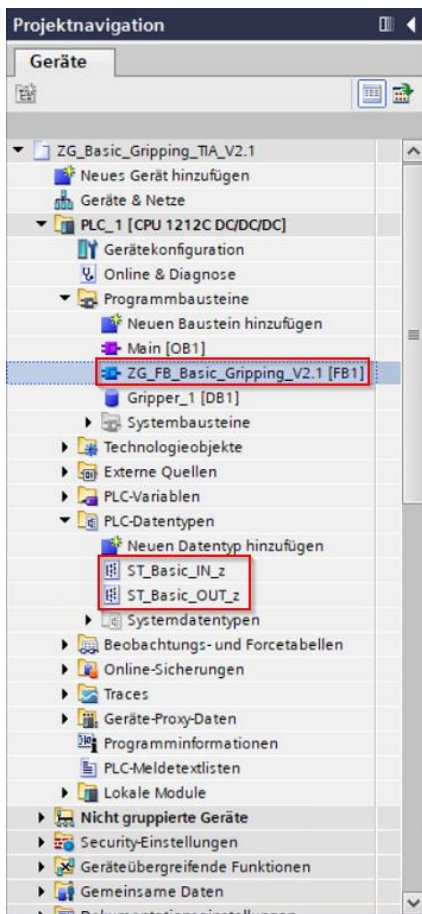 Projektnavigation
Geräte
ZG_Basic_Gripping_TIA_V2.1
Neues Gerät hinzufügen
Geräte & Netze
PLC_1 [CPU 1212C DC/DC/DC]
Gerätekonfiguration
Online & Diagnose
Programmbausteine
Neuen Baustein hinzufügen
Main [OB1]
ZG_FB_Basic_Gripping_V2.1 [FB1]
Gripper_1 [DB1]
Systembausteine
Technologieobjekte
Externe Quellen
PLC-Variablen
PLC-Datentypen
Neuen Datentyp hinzufügen
ST_Basic_IN_z
ST_Basic_OUT_z
Systemdatentypen
Beobachtungs- und Forcetabellen
Online-Sicherungen
Traces
Geräte-Proxy-Daten
Programminformationen
PLC-Meldetextlisten
Lokale Module
Nicht gruppierte Geräte
Security-Einstellungen
Geräteübergreifende Funktionen
Gemeinsame Daten